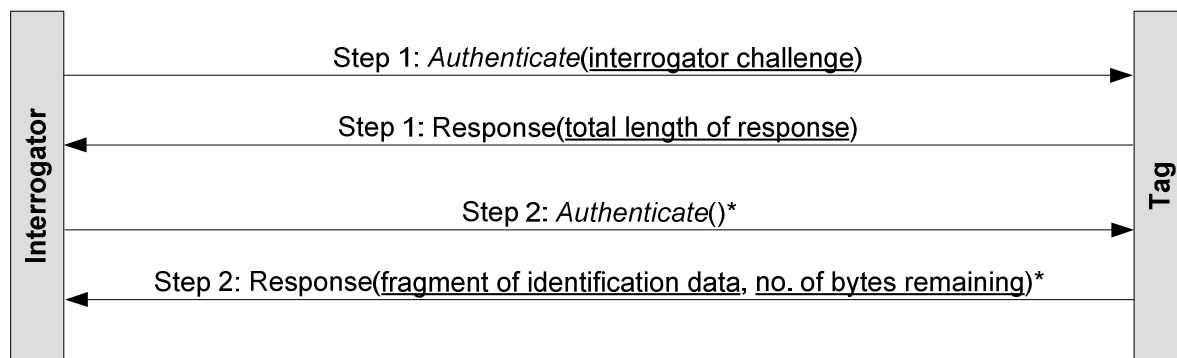 Interrogator
Step 1: Authenticate(interrogator challenge)
Step 1: Response(total length of response)
Step 2: Authenticate()*
Step 2: Response(fragment of identification data, no. of bytes remaining)*
Tag